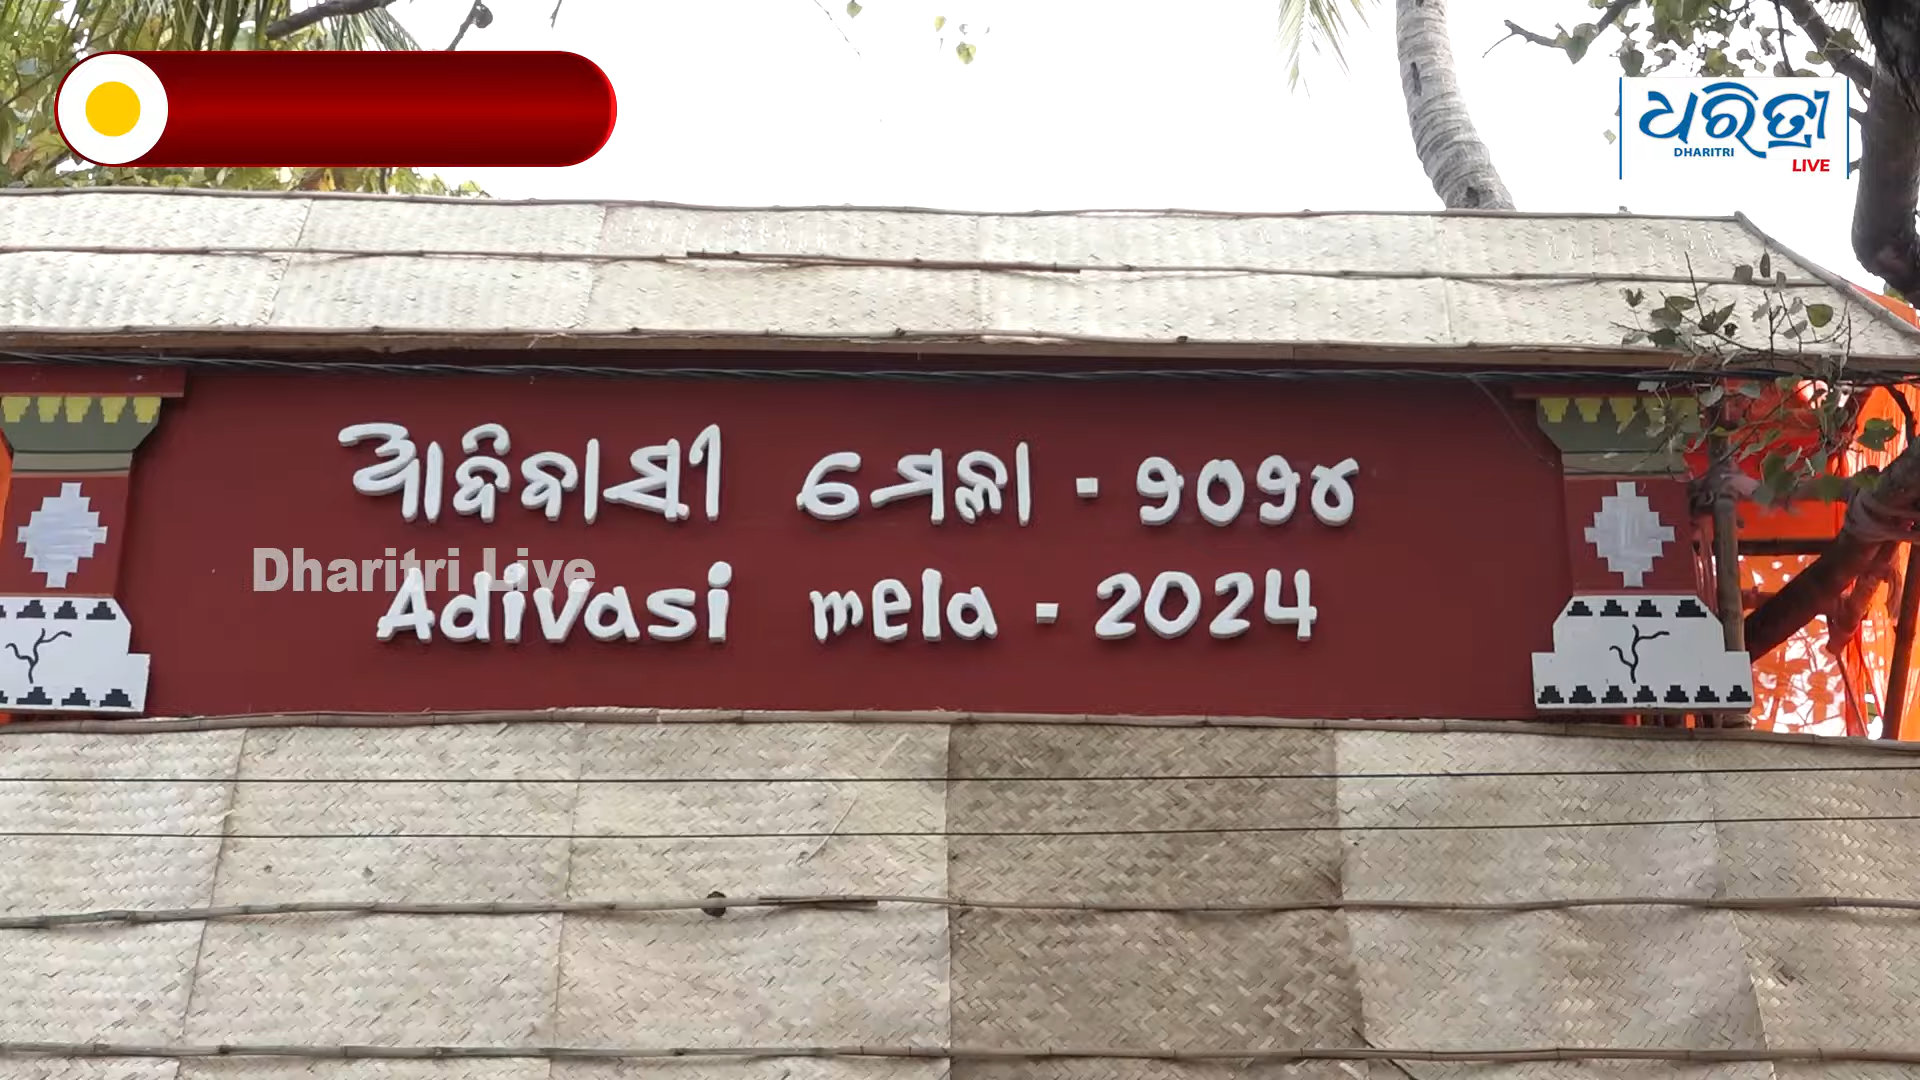 ଧରିତ୍ରୀ
DHARITRI
LIVE
ଆଦିବାସୀ ମେଳା - ୨୦୨୪
Dharitri Live
Adivasi mela - 2024